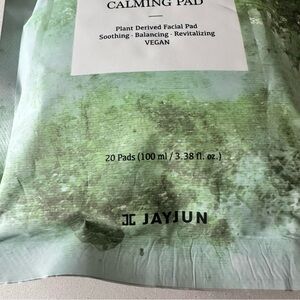 CALMING PAD
Plant Derived Facial Pad
Soothing · Balancing · Revitalizing
VEGAN
20 Pads (100 ml / 3.38 fl. oz.)
JAYJUN